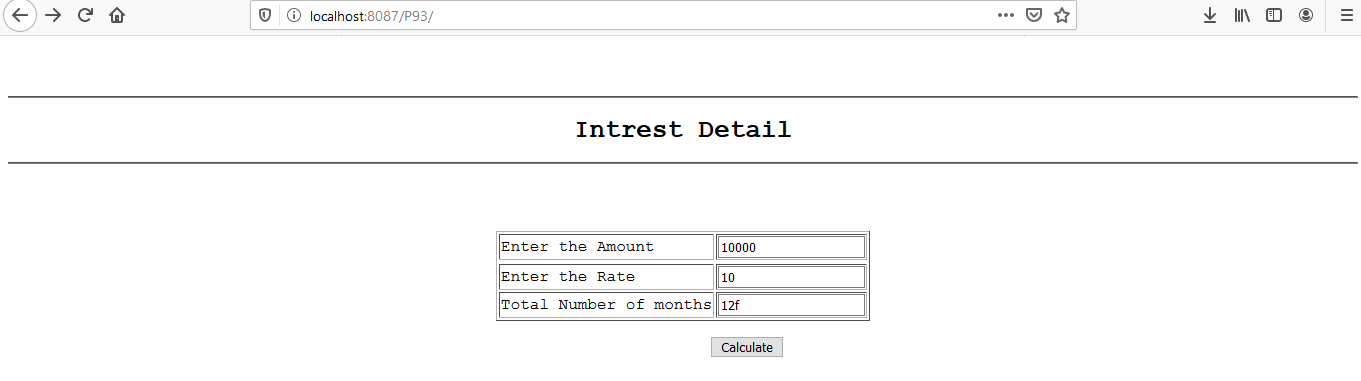 localhost:8087/P93/
Intrest Detail
Enter the Amount 10000
Enter the Rate 10
Total Number of months 12f
Calculate